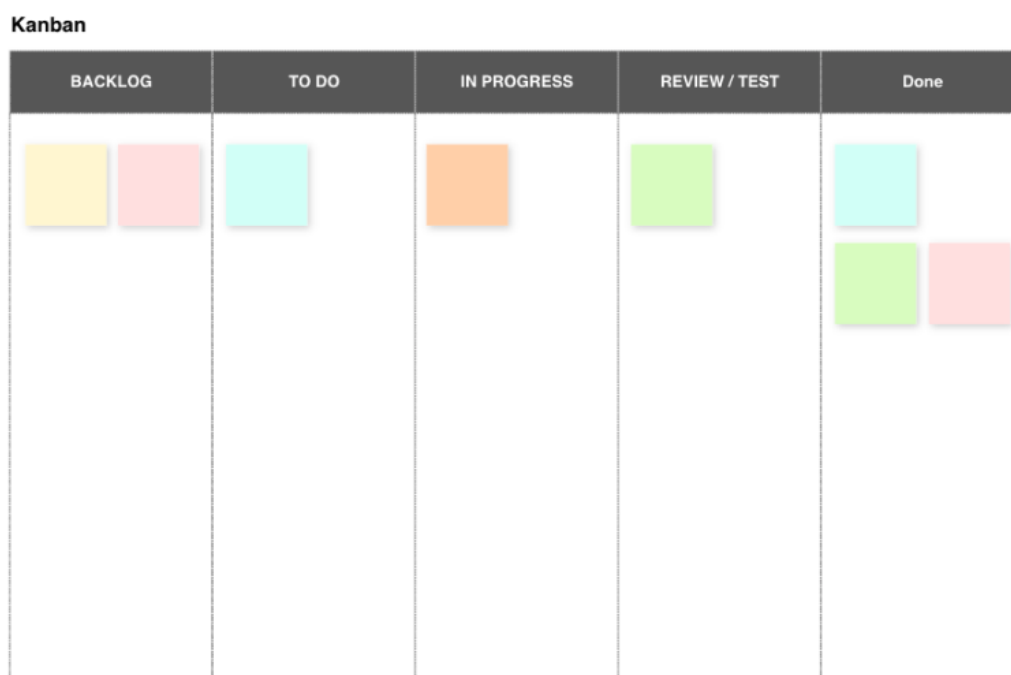 Kanban
BACKLOG
TO DO
IN PROGRESS
REVIEW / TEST
Done